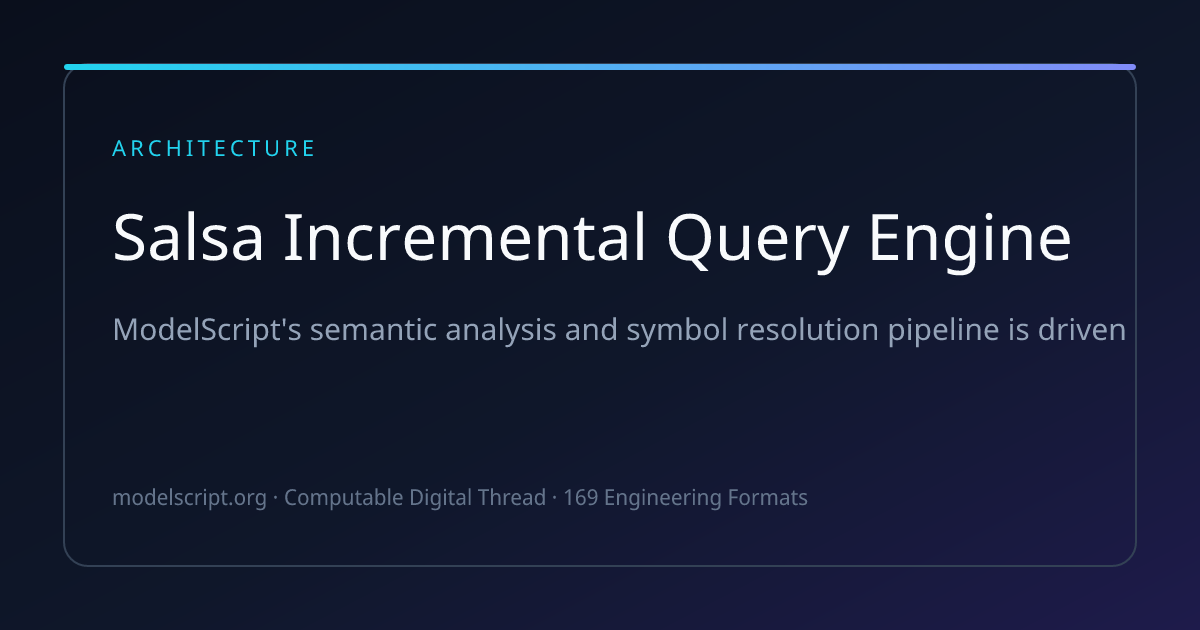 ARCHITECTURE
Salsa Incremental Query Engine
ModelScript's semantic analysis and symbol resolution pipeline is driven
modelscript.org · Computable Digital Thread · 169 Engineering Formats